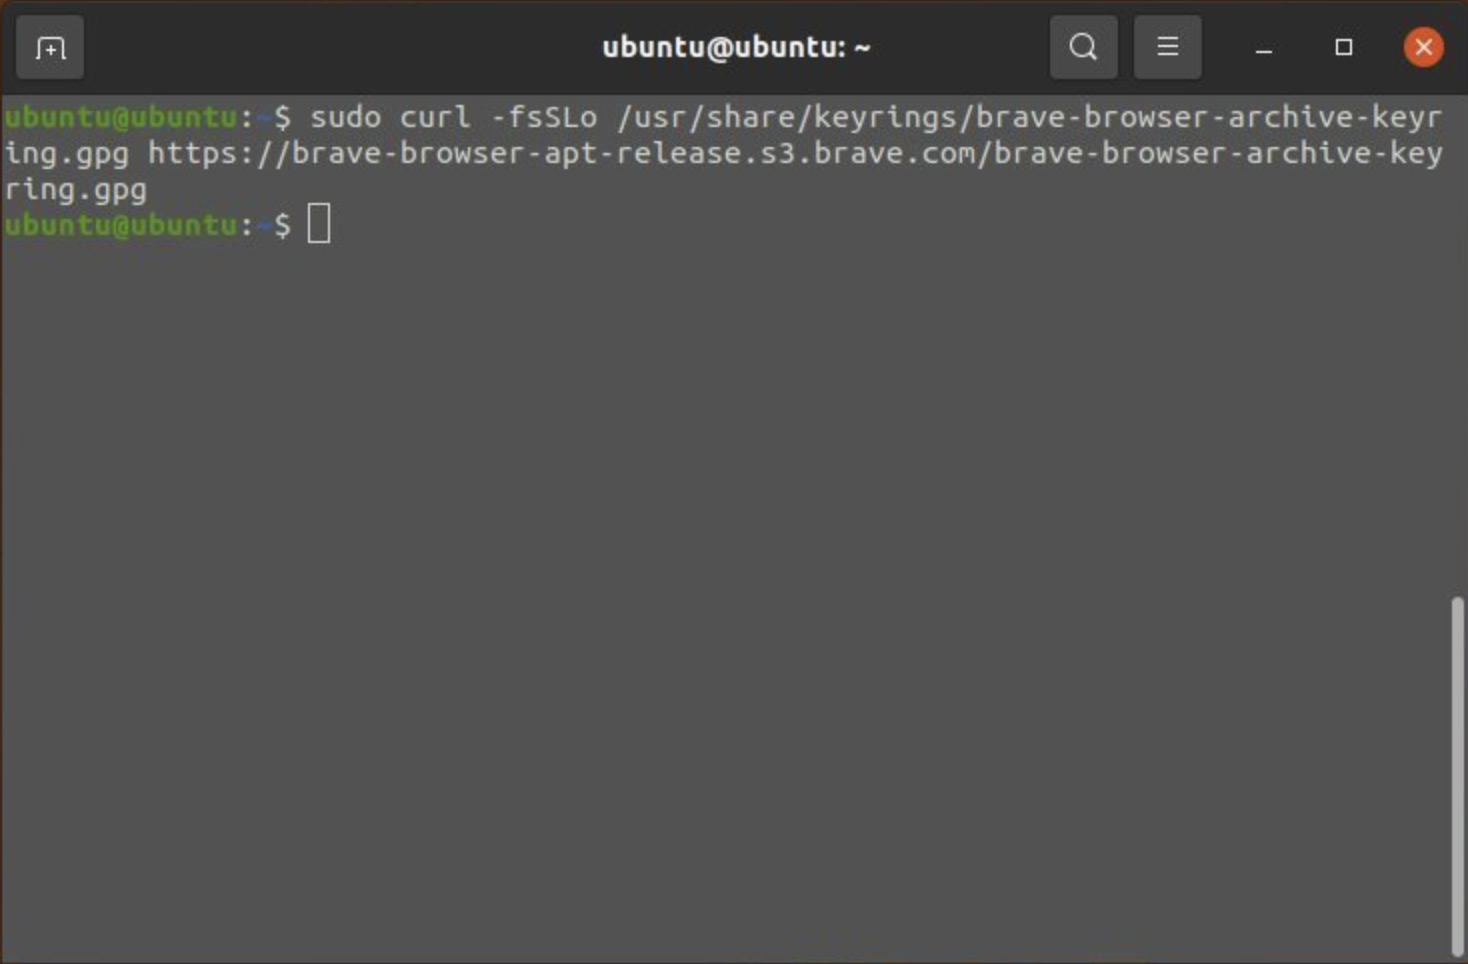 ubuntu@ubuntu: ~
ubuntu@ubuntu:~$ sudo curl -fsSLo /usr/share/keyrings/brave-browser-archive-keyr
ing.gpg https://brave-browser-apt-release.s3.brave.com/brave-browser-archive-key
ring.gpg
ubuntu@ubuntu:~$